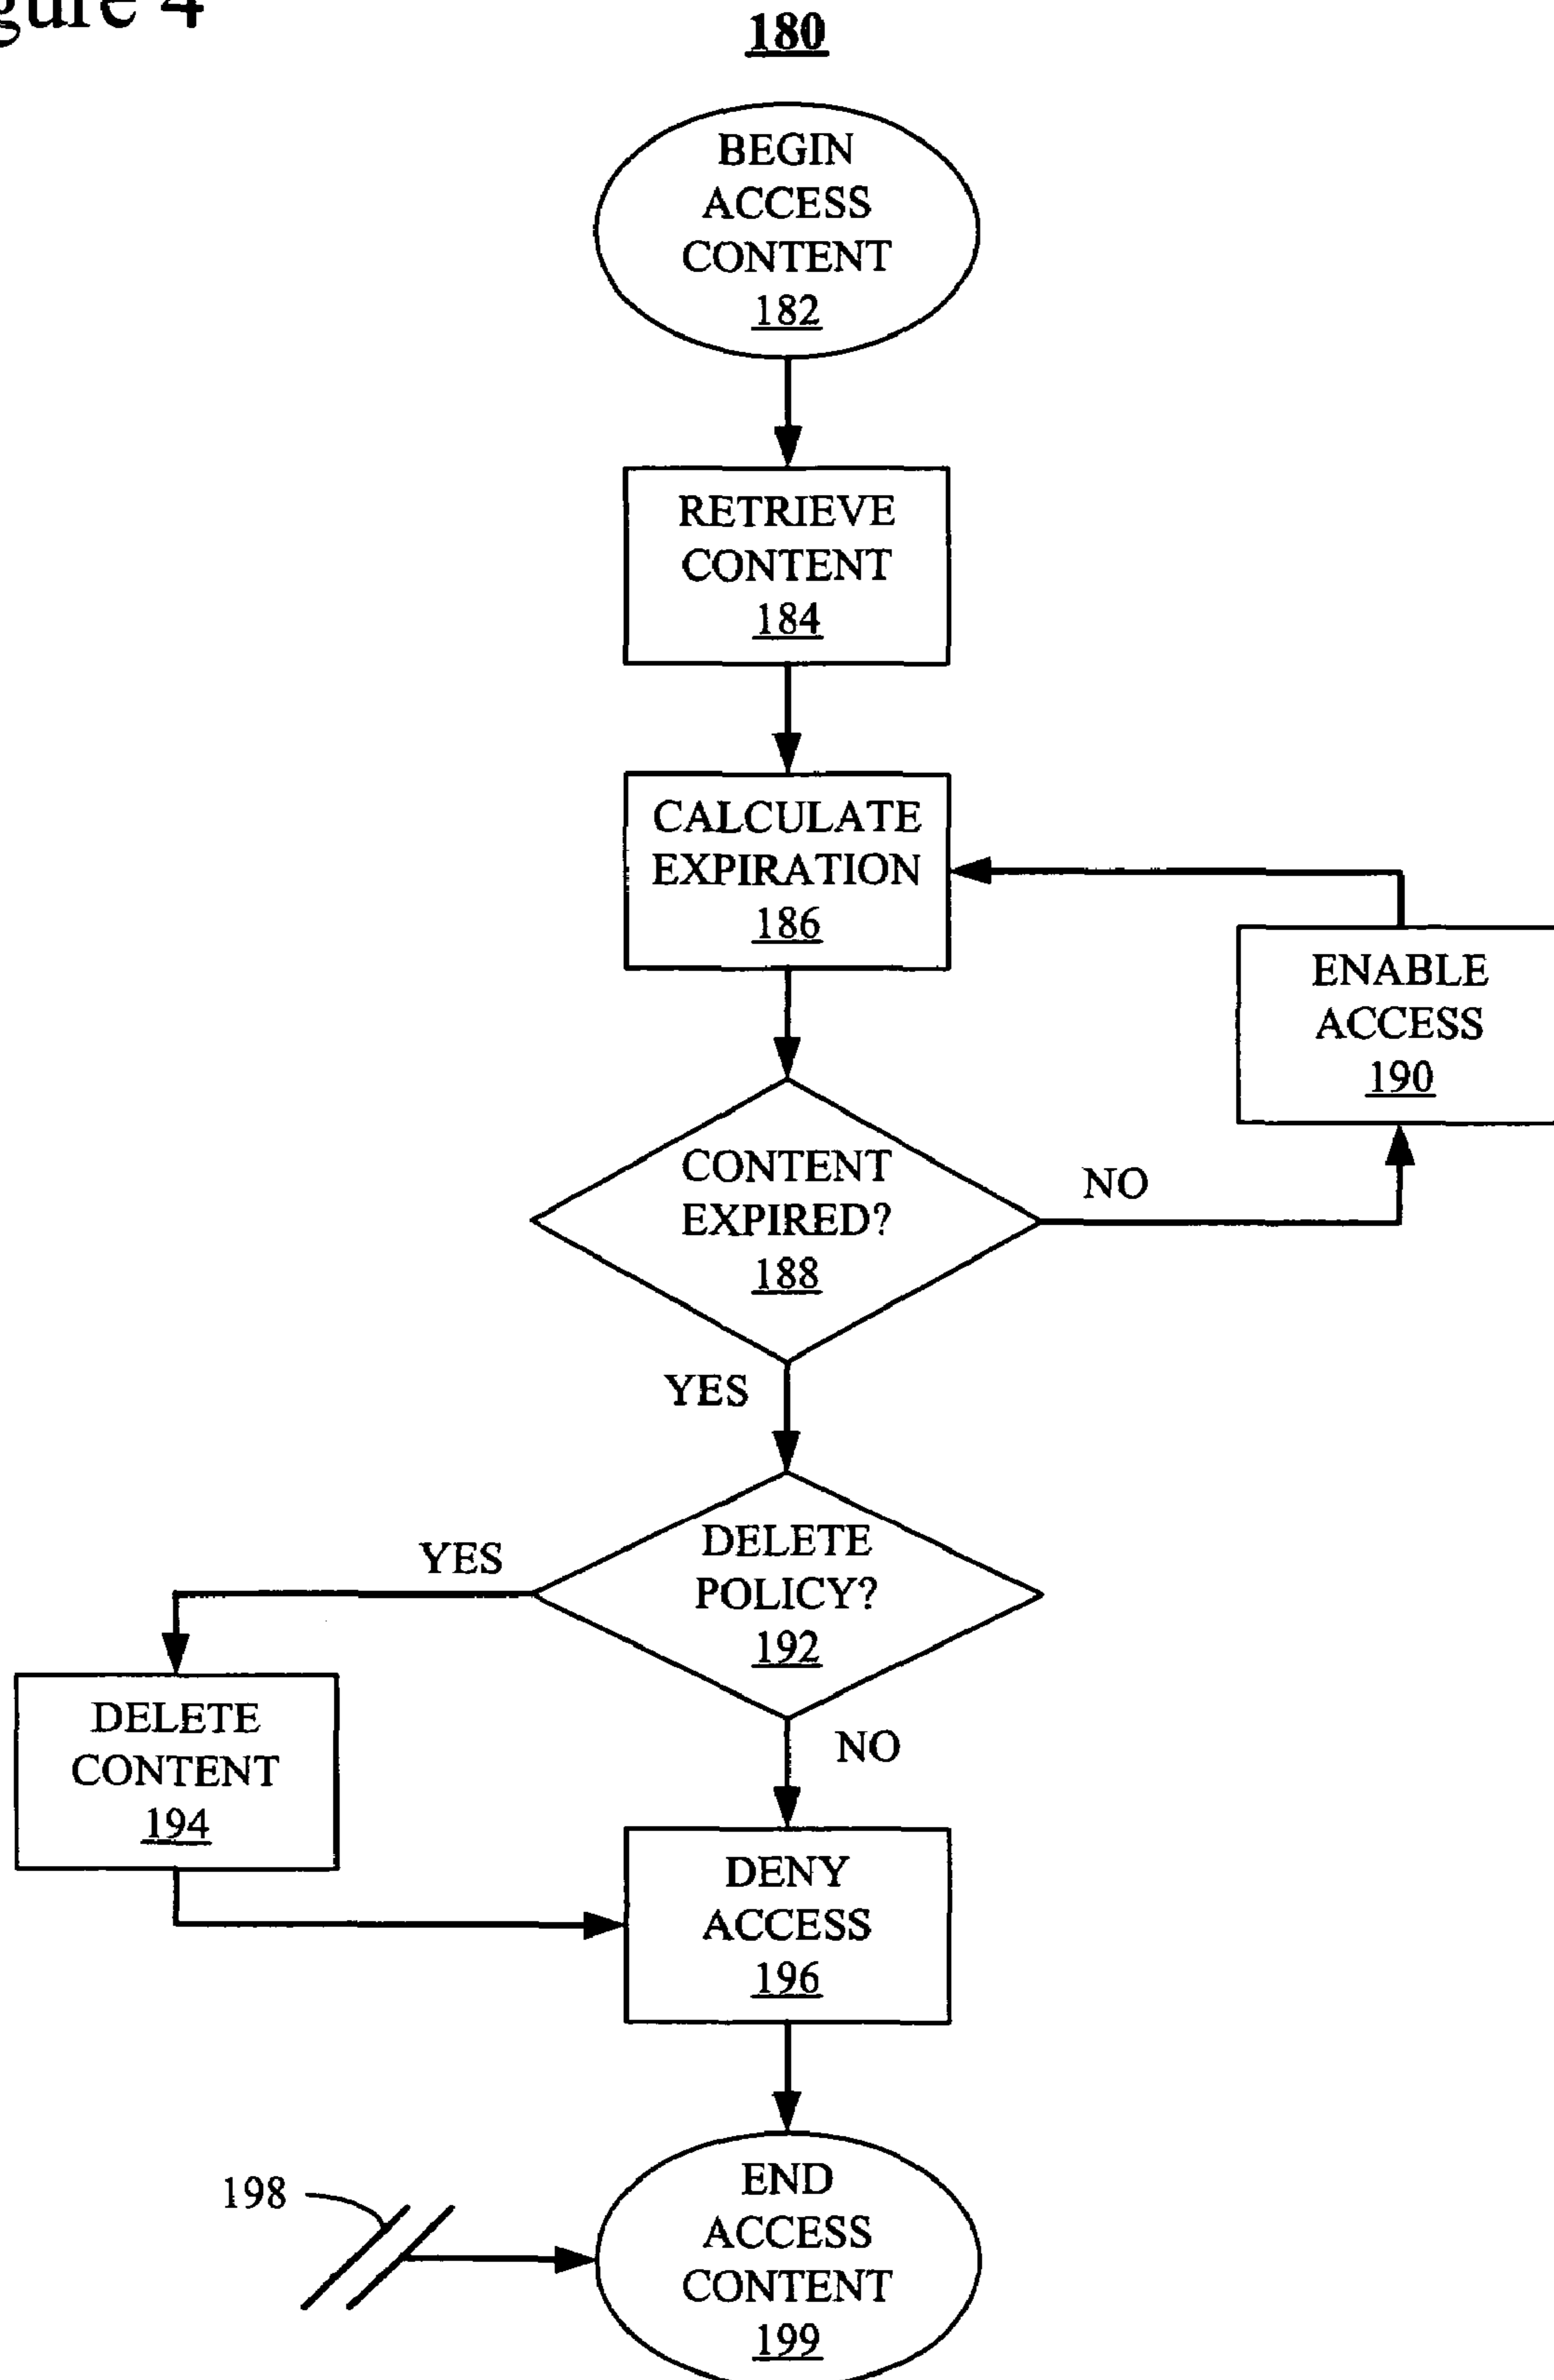 gure 4
180
BEGIN
ACCESS
CONTENT
182
RETRIEVE
CONTENT
184
CALCULATE
EXPIRATION
186
ENABLE
ACCESS
190
CONTENT
EXPIRED?
188
NO
YES
DELETE
POLICY?
192
YES
NO
DELETE
CONTENT
194
DENY
ACCESS
196
198
END
ACCESS
CONTENT
199